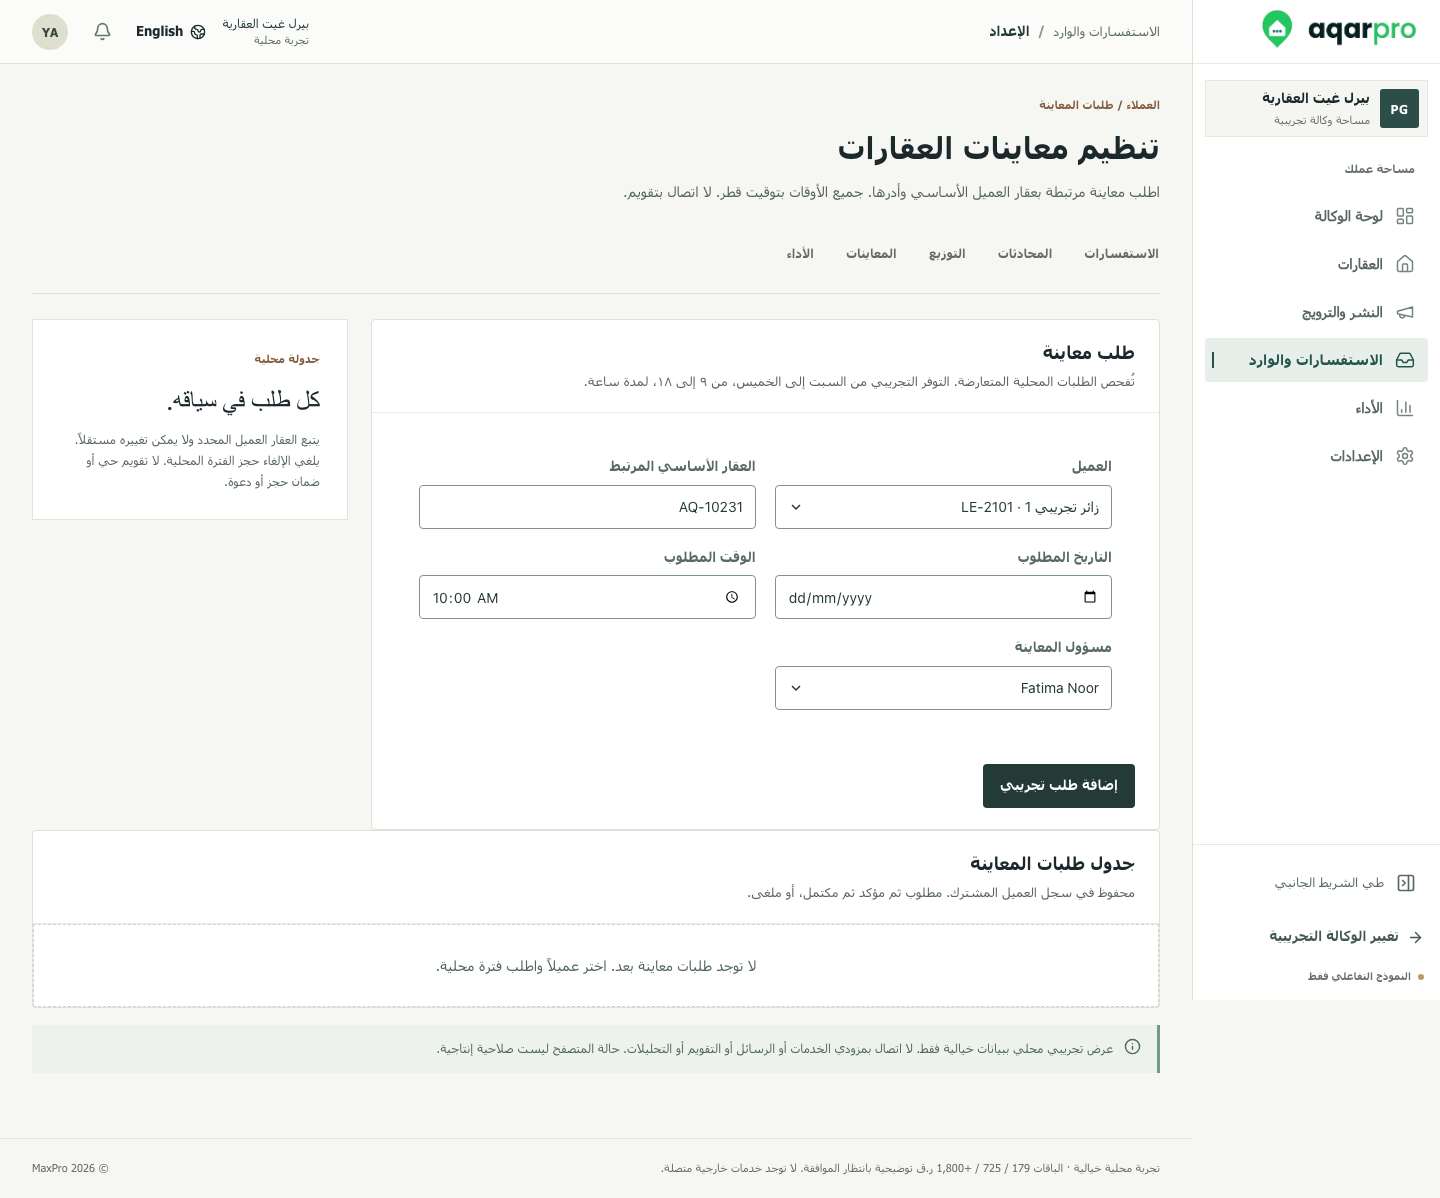 aqarpro
PG
بيرل غيت العقارية
مساحة وكالة تجريبية
مساحة عملك
لوحة الوكالة
العقارات
النشر والترويج
الاستفسارات والوارد
الأداء
الإعدادات
طي الشريط الجانبي
تغيير الوكالة التجريبية
النموذج التفاعلي فقط
الاستفسارات والوارد / الإعداد
بيرل غيت العقارية
تجربة محلية
English
YA
العملاء / طلبات المعاينة
تنظيم معاينات العقارات
اطلب معاينة مرتبطة بعقار العميل الأساسي وأدرها. جميع الأوقات بتوقيت قطر. لا اتصال بتقويم.
الاستفسارات
المحادثات
التوزيع
المعاينات
الأداء
طلب معاينة
تُفحص الطلبات المحلية المتعارضة. التوفر التجريبي من السبت إلى الخميس، من ٩ إلى ١٨، لمدة ساعة.
العميل
العقار الأساسي المرتبط
زائر تجريبي 1 · LE-2101
AQ-10231
التاريخ المطلوب
الوقت المطلوب
dd/mm/yyyy
10:00 AM
مسؤول المعاينة
Fatima Noor
إضافة طلب تجريبي
جدولة محلية
كل طلب في سياقه.
يتبع العقار العميل المحدد ولا يمكن تغييره مستقلاً.
يلغي الإلغاء حجز الفترة المحلية. لا تقويم حي أو
ضمان حجز أو دعوة.
جدول طلبات المعاينة
محفوظ في سجل العميل المشترك. مطلوب ثم مؤكد ثم مكتمل، أو ملغى.
لا توجد طلبات معاينة بعد. اختر عميلاً واطلب فترة محلية.
عرض تجريبي محلي ببيانات خيالية فقط. لا اتصال بمزودي الخدمات أو الرسائل أو التقويم أو التحليلات. حالة المتصفح ليست صلاحية إنتاجية.
تجربة محلية خيالية · الباقات 179 / 725 / +1,800 ر.ق توضيحية بانتظار الموافقة. لا توجد خدمات خارجية متصلة.
© MaxPro 2026